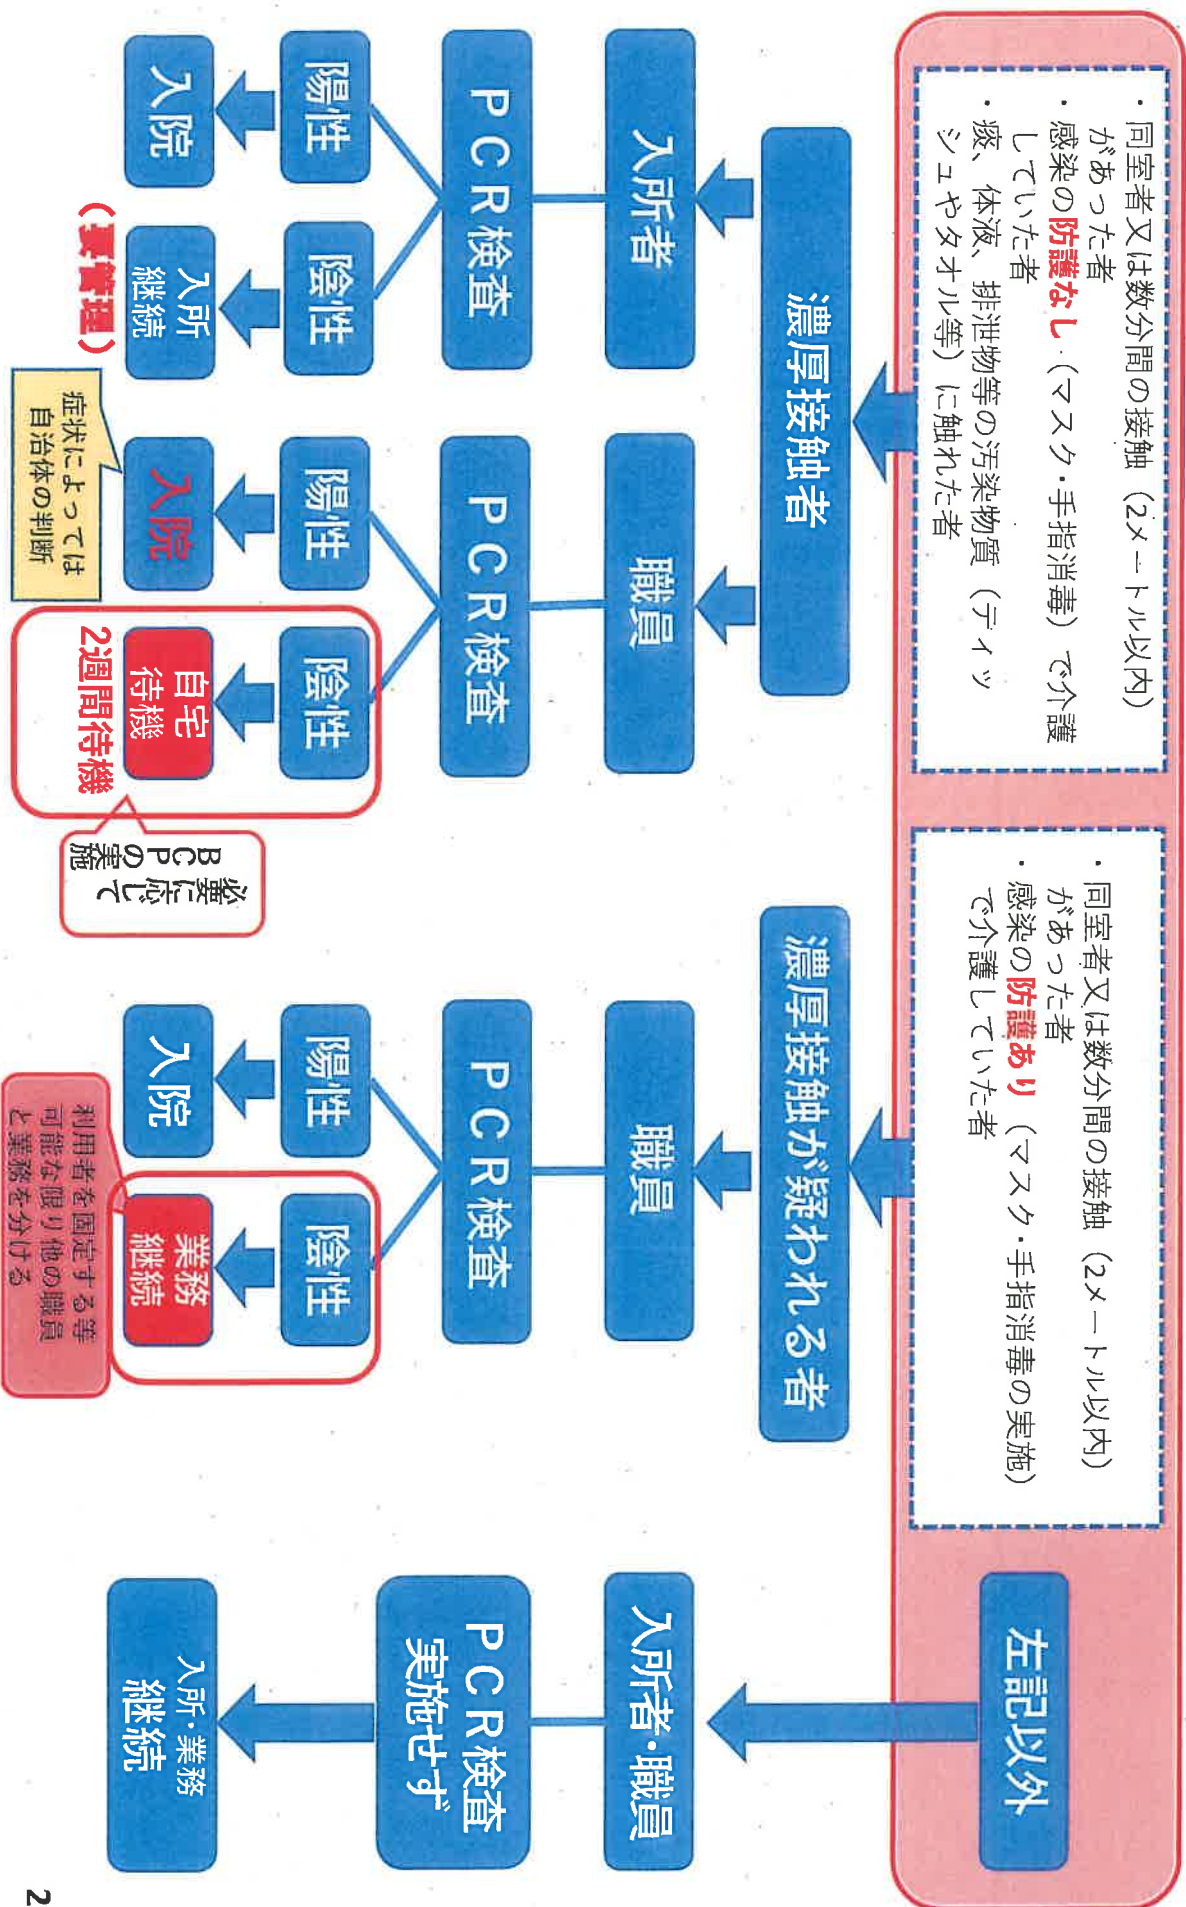 ・同室者又は数分間の接触（2メートル以内）
があった者
・感染の防護なし（マスク・手指消毒）で介護
していた者
・痰、体液、排泄物等の汚染物質（ティッ
シュやタオル等）に触れた者
・同室者又は数分間の接触（2メートル以内）
があった者
・感染の防護あり（マスク・手指消毒の実施）
で介護していた者
左記以外
濃厚接触者
濃厚接触が疑われる者
入所者
職員
職員
入所者・職員
PCR検査
PCR検査
PCR検査
PCR検査
実施せず
陽性
陰性
陽性
陰性
陽性
陰性
入院
入所
継続
（要管理）
入院
自宅
待機
2週間待機
入院
業務
継続
入所・業務
継続
症状によっては
自治体の判断
必要に応じて
BCPの実施
利用者を固定する等
可能な限り他の職員
と業務を分ける
2